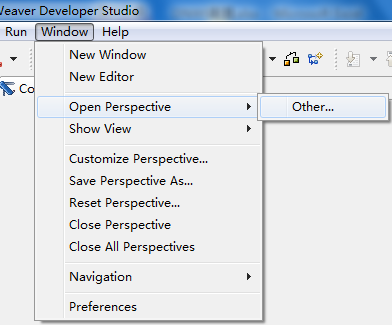 Weaver Developer Studio
Run Window Help
New Window
New Editor
Open Perspective
Other...
Show View
Customize Perspective...
Save Perspective As...
Reset Perspective...
Close Perspective
Close All Perspectives
Navigation
Preferences